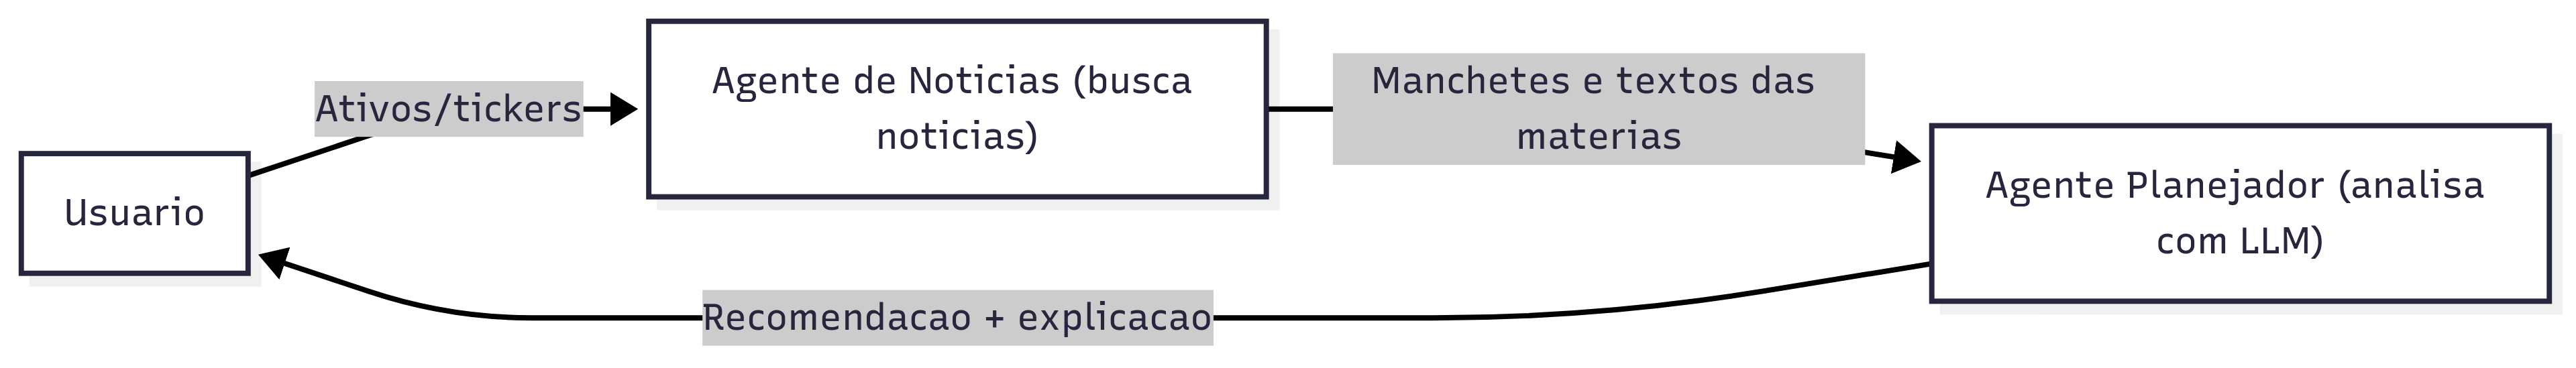 Usuario
Ativos/tickers
Agente de Noticias (busca
noticias)
Manchetes e textos das
materias
Agente Planejador (analisa
com LLM)
Recomendacao + explicacao